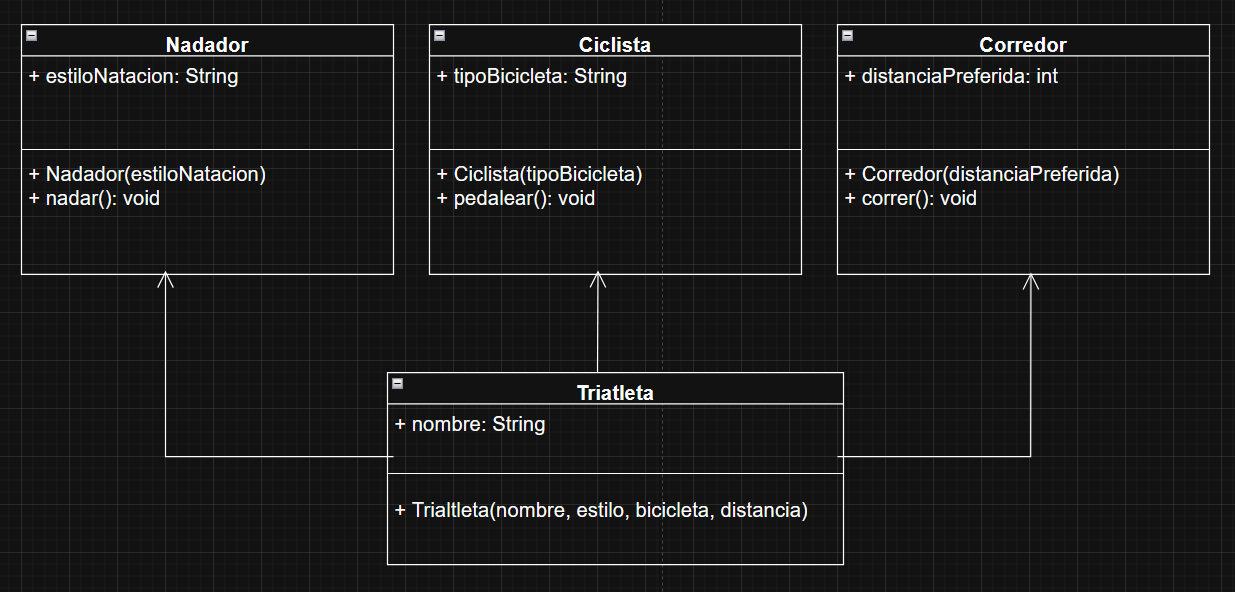 Nadador
+ estiloNatacion: String
+ Nadador(estiloNatacion)
+ nadar(): void
Ciclista
+ tipoBicicleta: String
+ Ciclista(tipoBicicleta)
+ pedalear(): void
Corredor
+ distanciaPreferida: int
+ Corredor(distanciaPreferida)
+ correr(): void
Triatleta
+ nombre: String
+ Trialtleta(nombre, estilo, bicicleta, distancia)